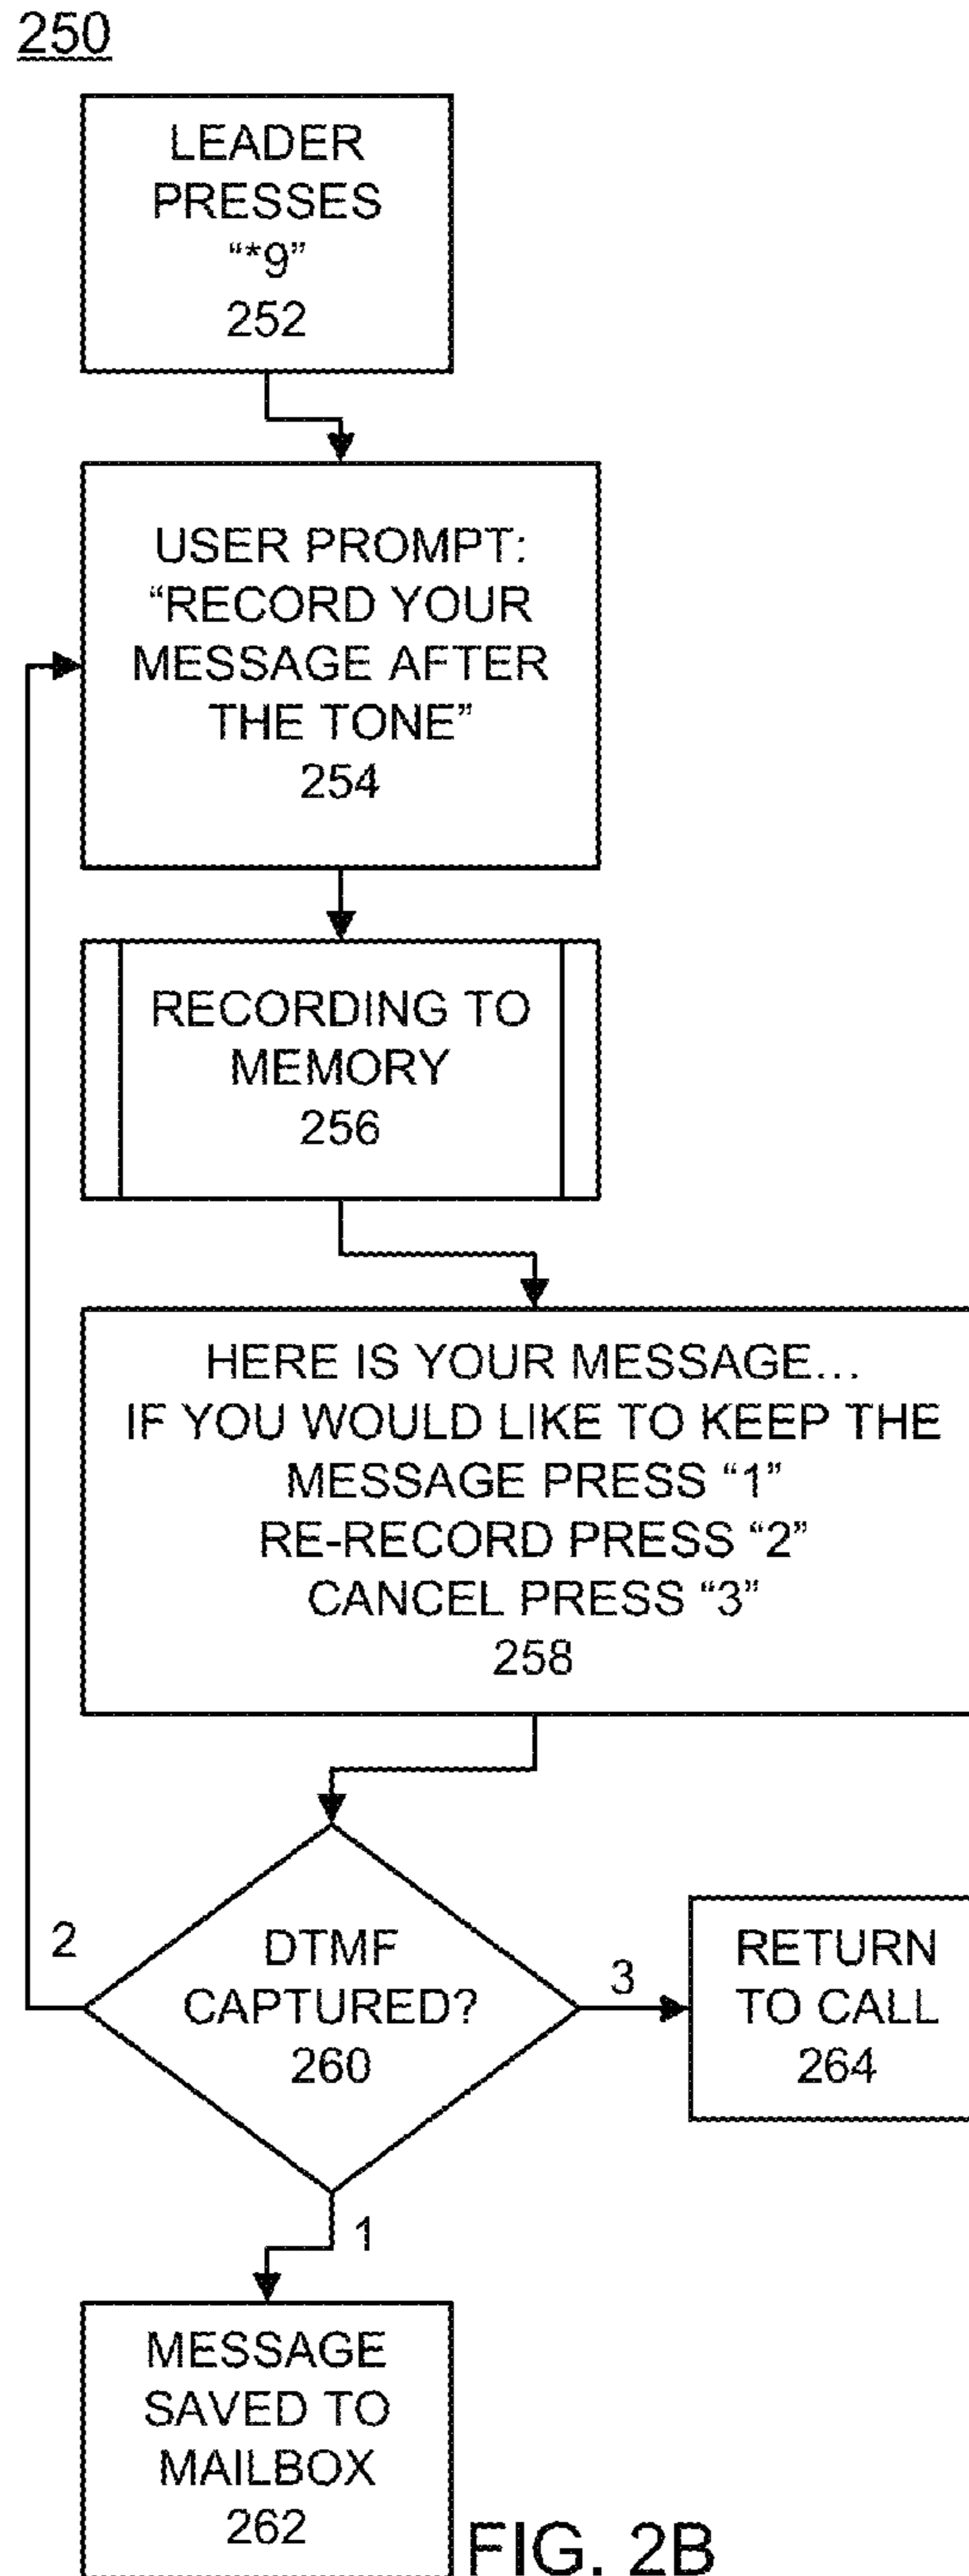 250
LEADER
PRESSES
“*9”
252
USER PROMPT:
“RECORD YOUR
MESSAGE AFTER
THE TONE”
254
RECORDING TO
MEMORY
256
HERE IS YOUR MESSAGE...
IF YOU WOULD LIKE TO KEEP THE
MESSAGE PRESS “1”
RE-RECORD PRESS “2”
CANCEL PRESS “3”
258
2
DTMF
CAPTURED?
260
3
RETURN
TO CALL
264
1
MESSAGE
SAVED TO
MAILBOX
262
FIG. 2B